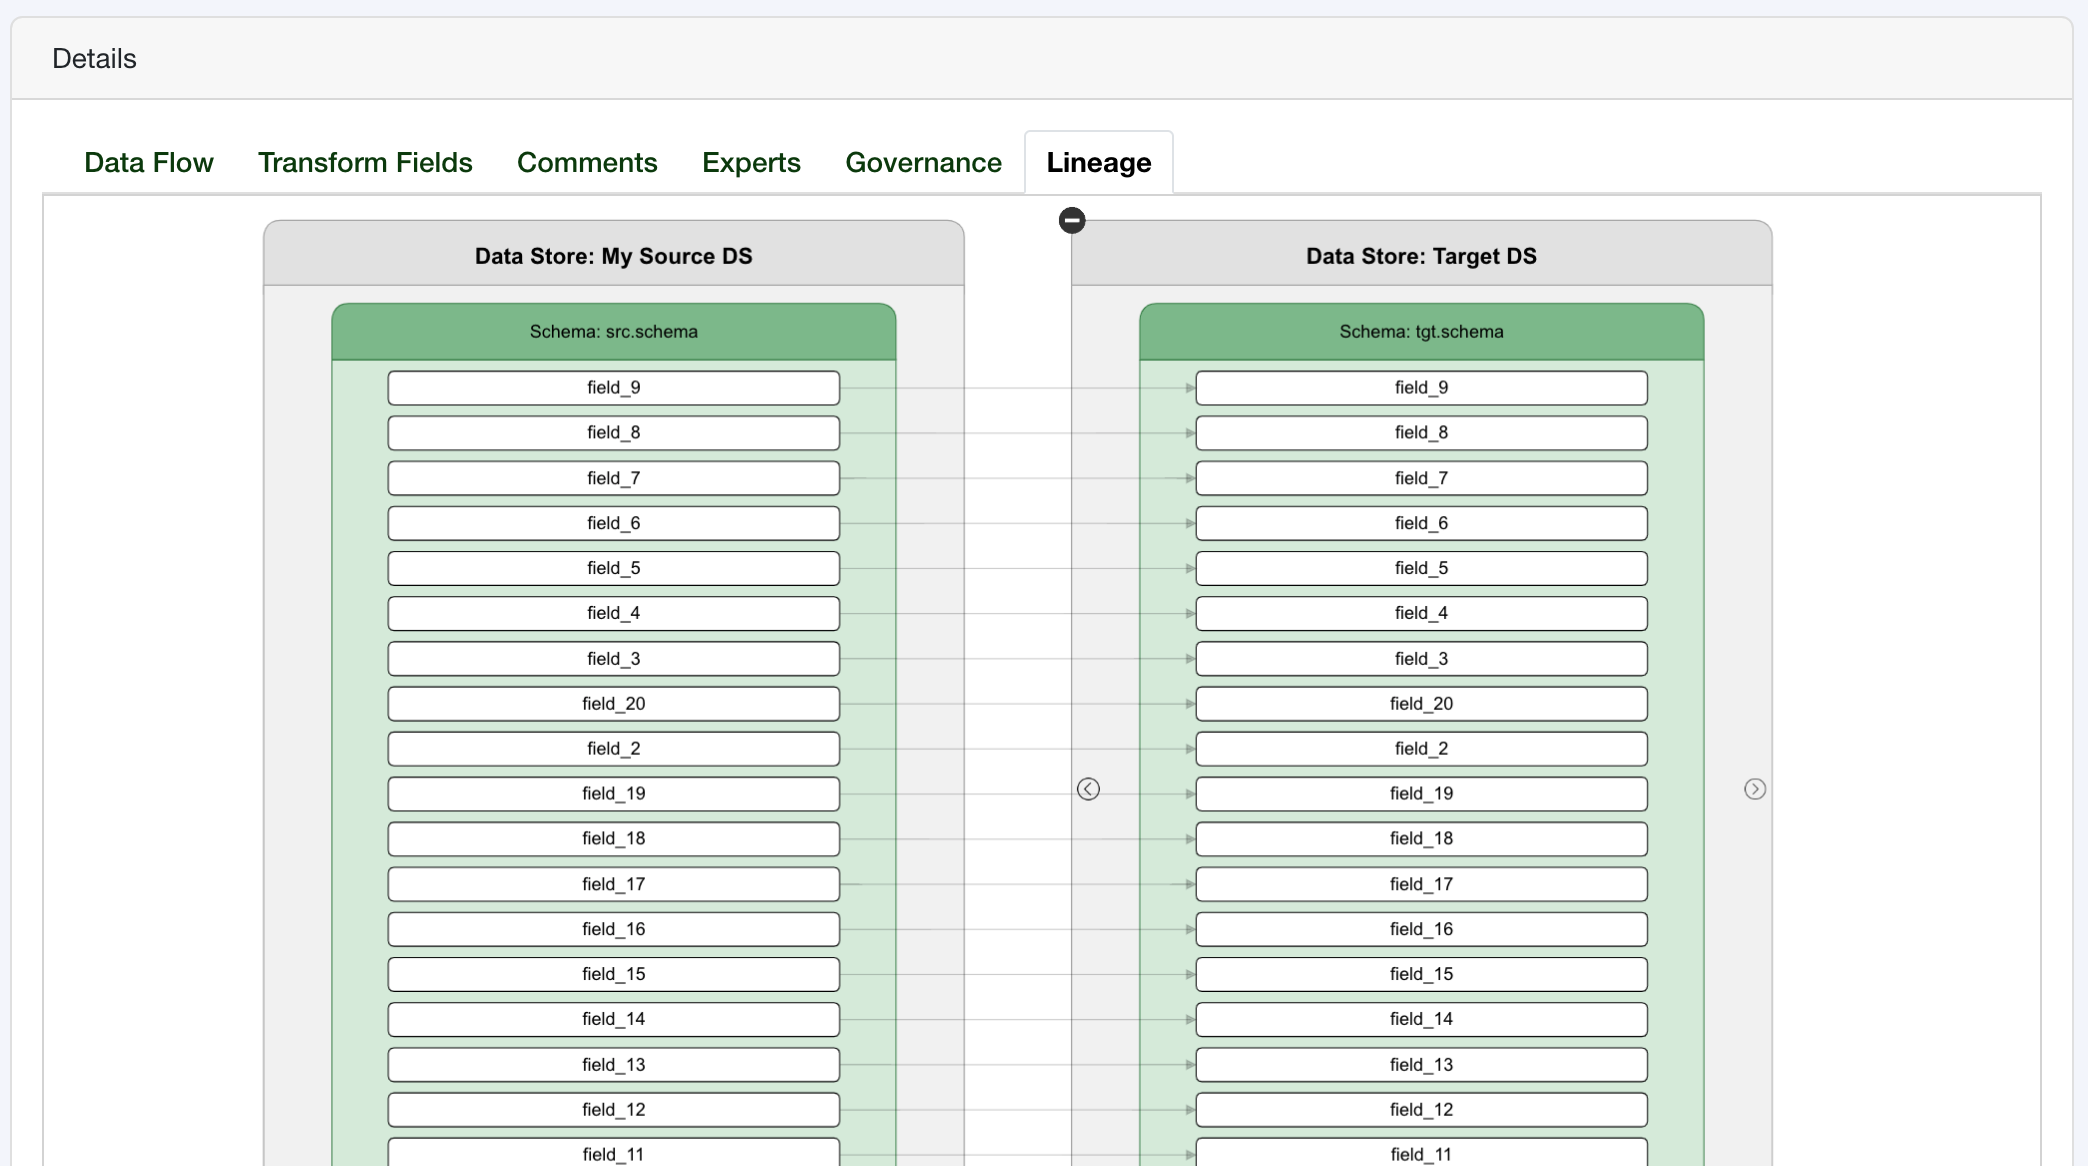 Details
Data Flow Transform Fields Comments Experts Governance Lineage
Data Store: My Source DS
Schema: src.schema
field_9
field_8
field_7
field_6
field_5
field_4
field_3
field_20
field_2
field_19
field_18
field_17
field_16
field_15
field_14
field_13
field_12
field_11
Data Store: Target DS
Schema: tgt.schema
field_9
field_8
field_7
field_6
field_5
field_4
field_3
field_20
field_2
field_19
field_18
field_17
field_16
field_15
field_14
field_13
field_12
field_11